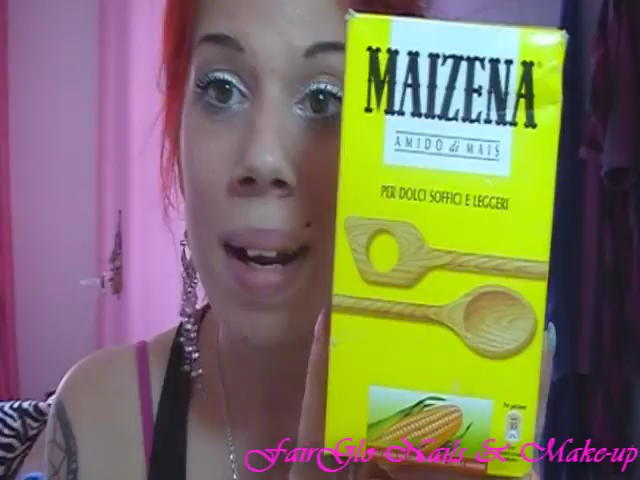 MAIZENA®
AMIDO di MAIS
PER DOLCI SOFFICI E LEGGERI
FairGlo Nails & Make-up